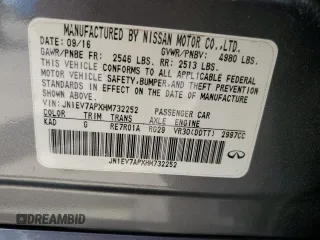 MANUFACTURED BY NISSAN MOTOR CO.,LTD.
DATE: 09/16 GVWR/PNBV: 4980 LBS.
GAWR/PNBE FR: 2546 LBS. RR: 2513 LBS.
THIS VEHICLE CONFORMS TO ALL APPLICABLE FEDERAL
MOTOR VEHICLE SAFETY, BUMPER, AND THEFT PREVENTION
STANDARDS IN EFFECT ON THE DATE OF MANUFACTURE SHOWN ABOVE.
V.I.N.: JN1EV7APXHM732252 PASSENGER CAR
COLOR TRIM TRANS AXLE ENGINE
KAD G RE7R01A RG29 VR30(DDTT) 2997CC
JN1EV7APXHM732252
DREAMBID